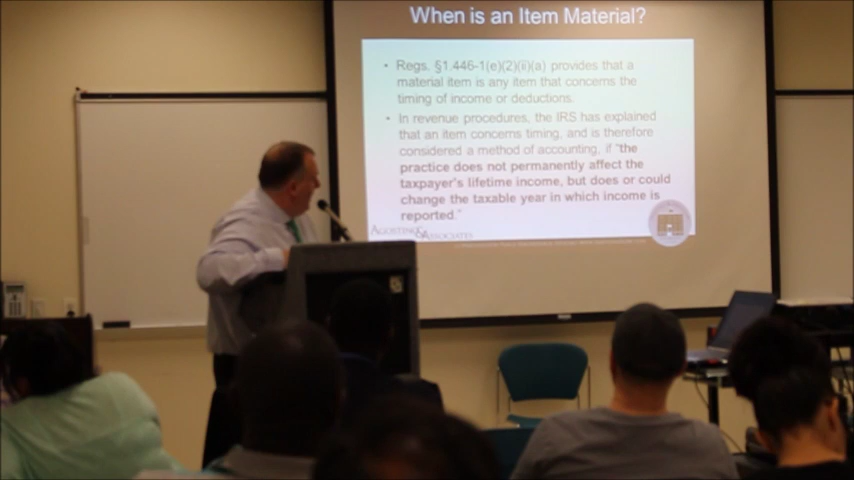 When is an Item Material?
• Regs. §1.446-1(e)(2)(ii)(a) provides that a
material item is any item that concerns the
timing of income or deductions.
• In revenue procedures, the IRS has explained
that an item concerns timing, and is therefore
considered a method of accounting, if "the
practice does not permanently affect the
taxpayer's lifetime income, but does or could
change the taxable year in which income is
reported."
AGOSTINO & ASSOCIATES